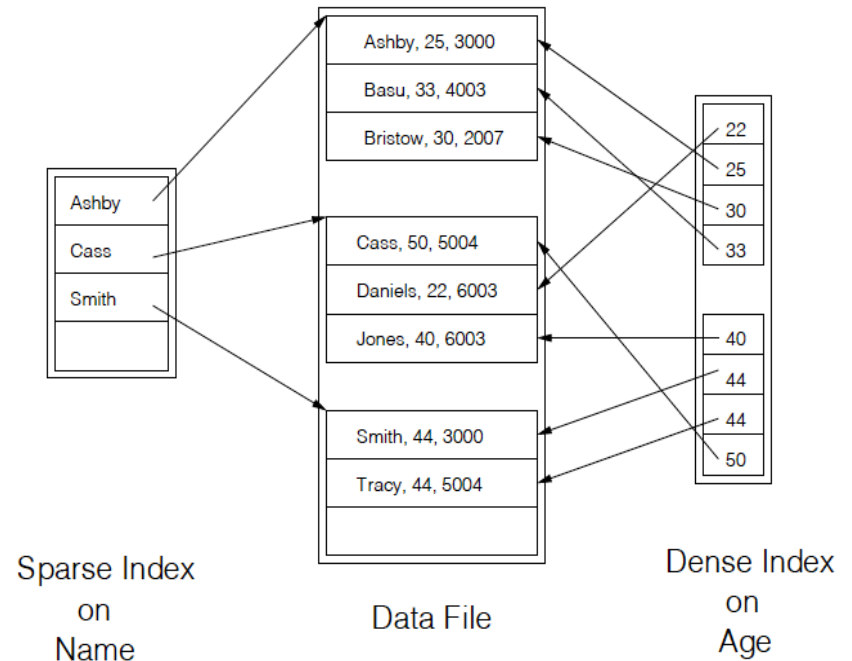 Ashby
Cass
Smith
Ashby, 25, 3000
Basu, 33, 4003
Bristow, 30, 2007
Cass, 50, 5004
Daniels, 22, 6003
Jones, 40, 6003
Smith, 44, 3000
Tracy, 44, 5004
22
25
30
33
40
44
44
50
Sparse Index
on
Name
Data File
Dense Index
on
Age